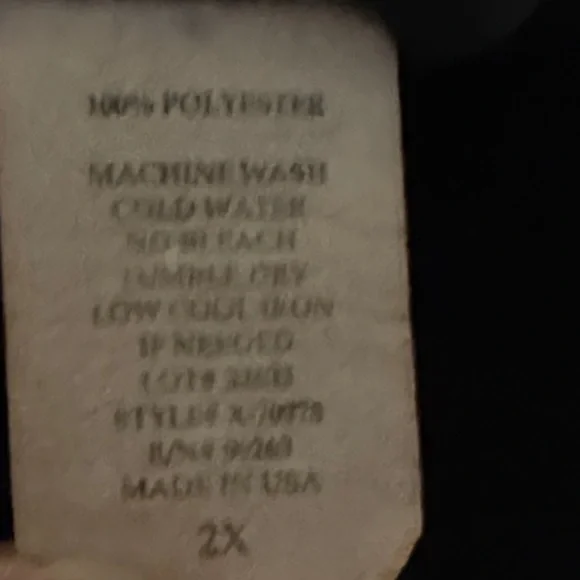 100% POLYESTER
MACHINE WASH
COLD WATER
NO BLEACH
TUMBLE DRY
LOW COOL IRON
IF NEEDED
STYLE#
MADE IN USA
2X